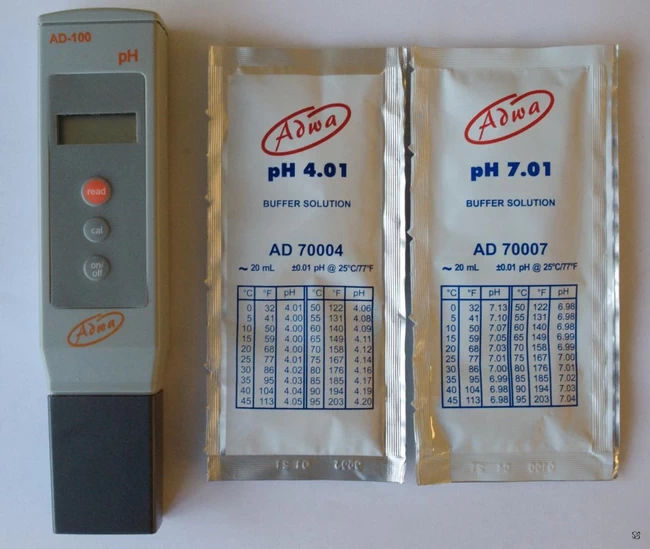 AD-100
pH
read
cal
on/
off
Adwa
Adwa
pH 4.01
BUFFER SOLUTION
AD 70004
~ 20 mL ±0.01 pH @ 25°C/77°F
°C °F pH °C °F pH
0 32 4.01 50 122 4.06
5 41 4.00 55 131 4.08
10 50 4.00 60 140 4.09
15 59 4.00 65 149 4.11
20 68 4.00 70 158 4.12
25 77 4.01 75 167 4.14
30 86 4.02 80 176 4.16
35 95 4.03 85 185 4.17
40 104 4.04 90 194 4.19
45 113 4.05 95 203 4.20
Adwa
pH 7.01
BUFFER SOLUTION
AD 70007
~ 20 mL ±0.01 pH @ 25°C/77°F
°C °F pH °C °F pH
0 32 7.13 50 122 6.98
5 41 7.10 55 131 6.98
10 50 7.07 60 140 6.98
15 59 7.05 65 149 6.99
20 68 7.03 70 158 6.99
25 77 7.01 75 167 7.00
30 86 7.00 80 176 7.01
35 95 6.99 85 185 7.02
40 104 6.98 90 194 7.03
45 113 6.98 95 203 7.04